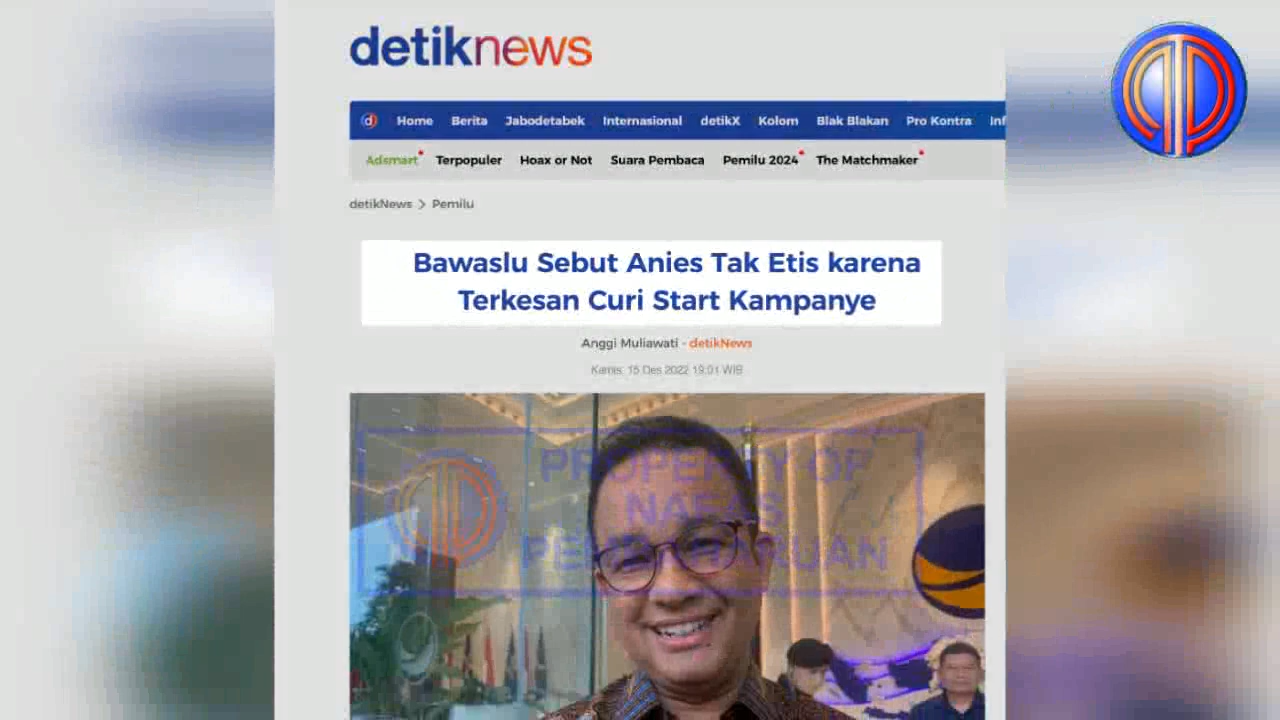 detiknews
Home Berita Jabodetabek Internasional detikX Kolom Blak Blakan Pro Kontra Inf
Adsmart Terpopuler Hoax or Not Suara Pembaca Pemilu 2024 The Matchmaker
detikNews > Pemilu
Bawaslu Sebut Anies Tak Etis karena
Terkesan Curi Start Kampanye
Anggi Muliawati - detikNews
Kamis, 15 Des 2022 19:01 WIB
PROPERTY OF
NAFAS
PEMBAHARUAN